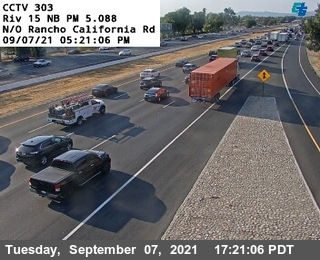 CCTV 303
Riv 15 NB PM 5.088
N/O Rancho California Rd
09/07/21 05:21:06 PM
Tuesday, September 07, 2021 17:21:06 PDT